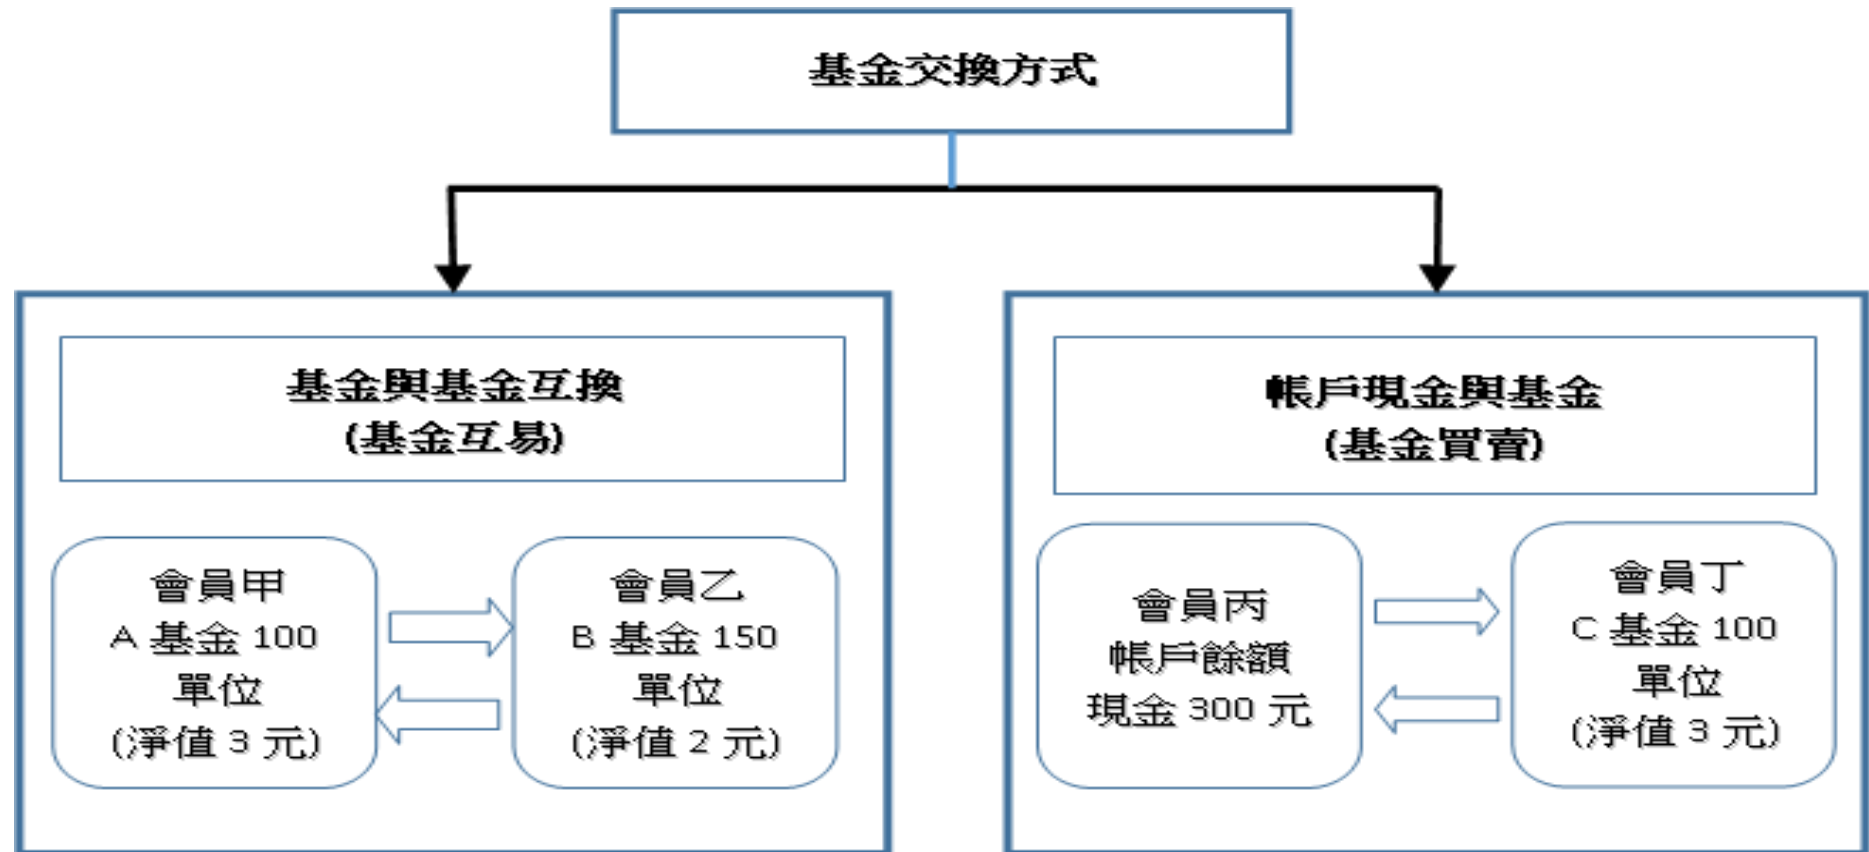 基金交換方式
基金與基金互換
(基金互易)
會員甲
A 基金 100
單位
(淨值 3 元)
會員乙
B 基金 150
單位
(淨值 2 元)
帳戶現金與基金
(基金買賣)
會員丙
帳戶餘額
現金 300 元
會員丁
C 基金 100
單位
(淨值 3 元)